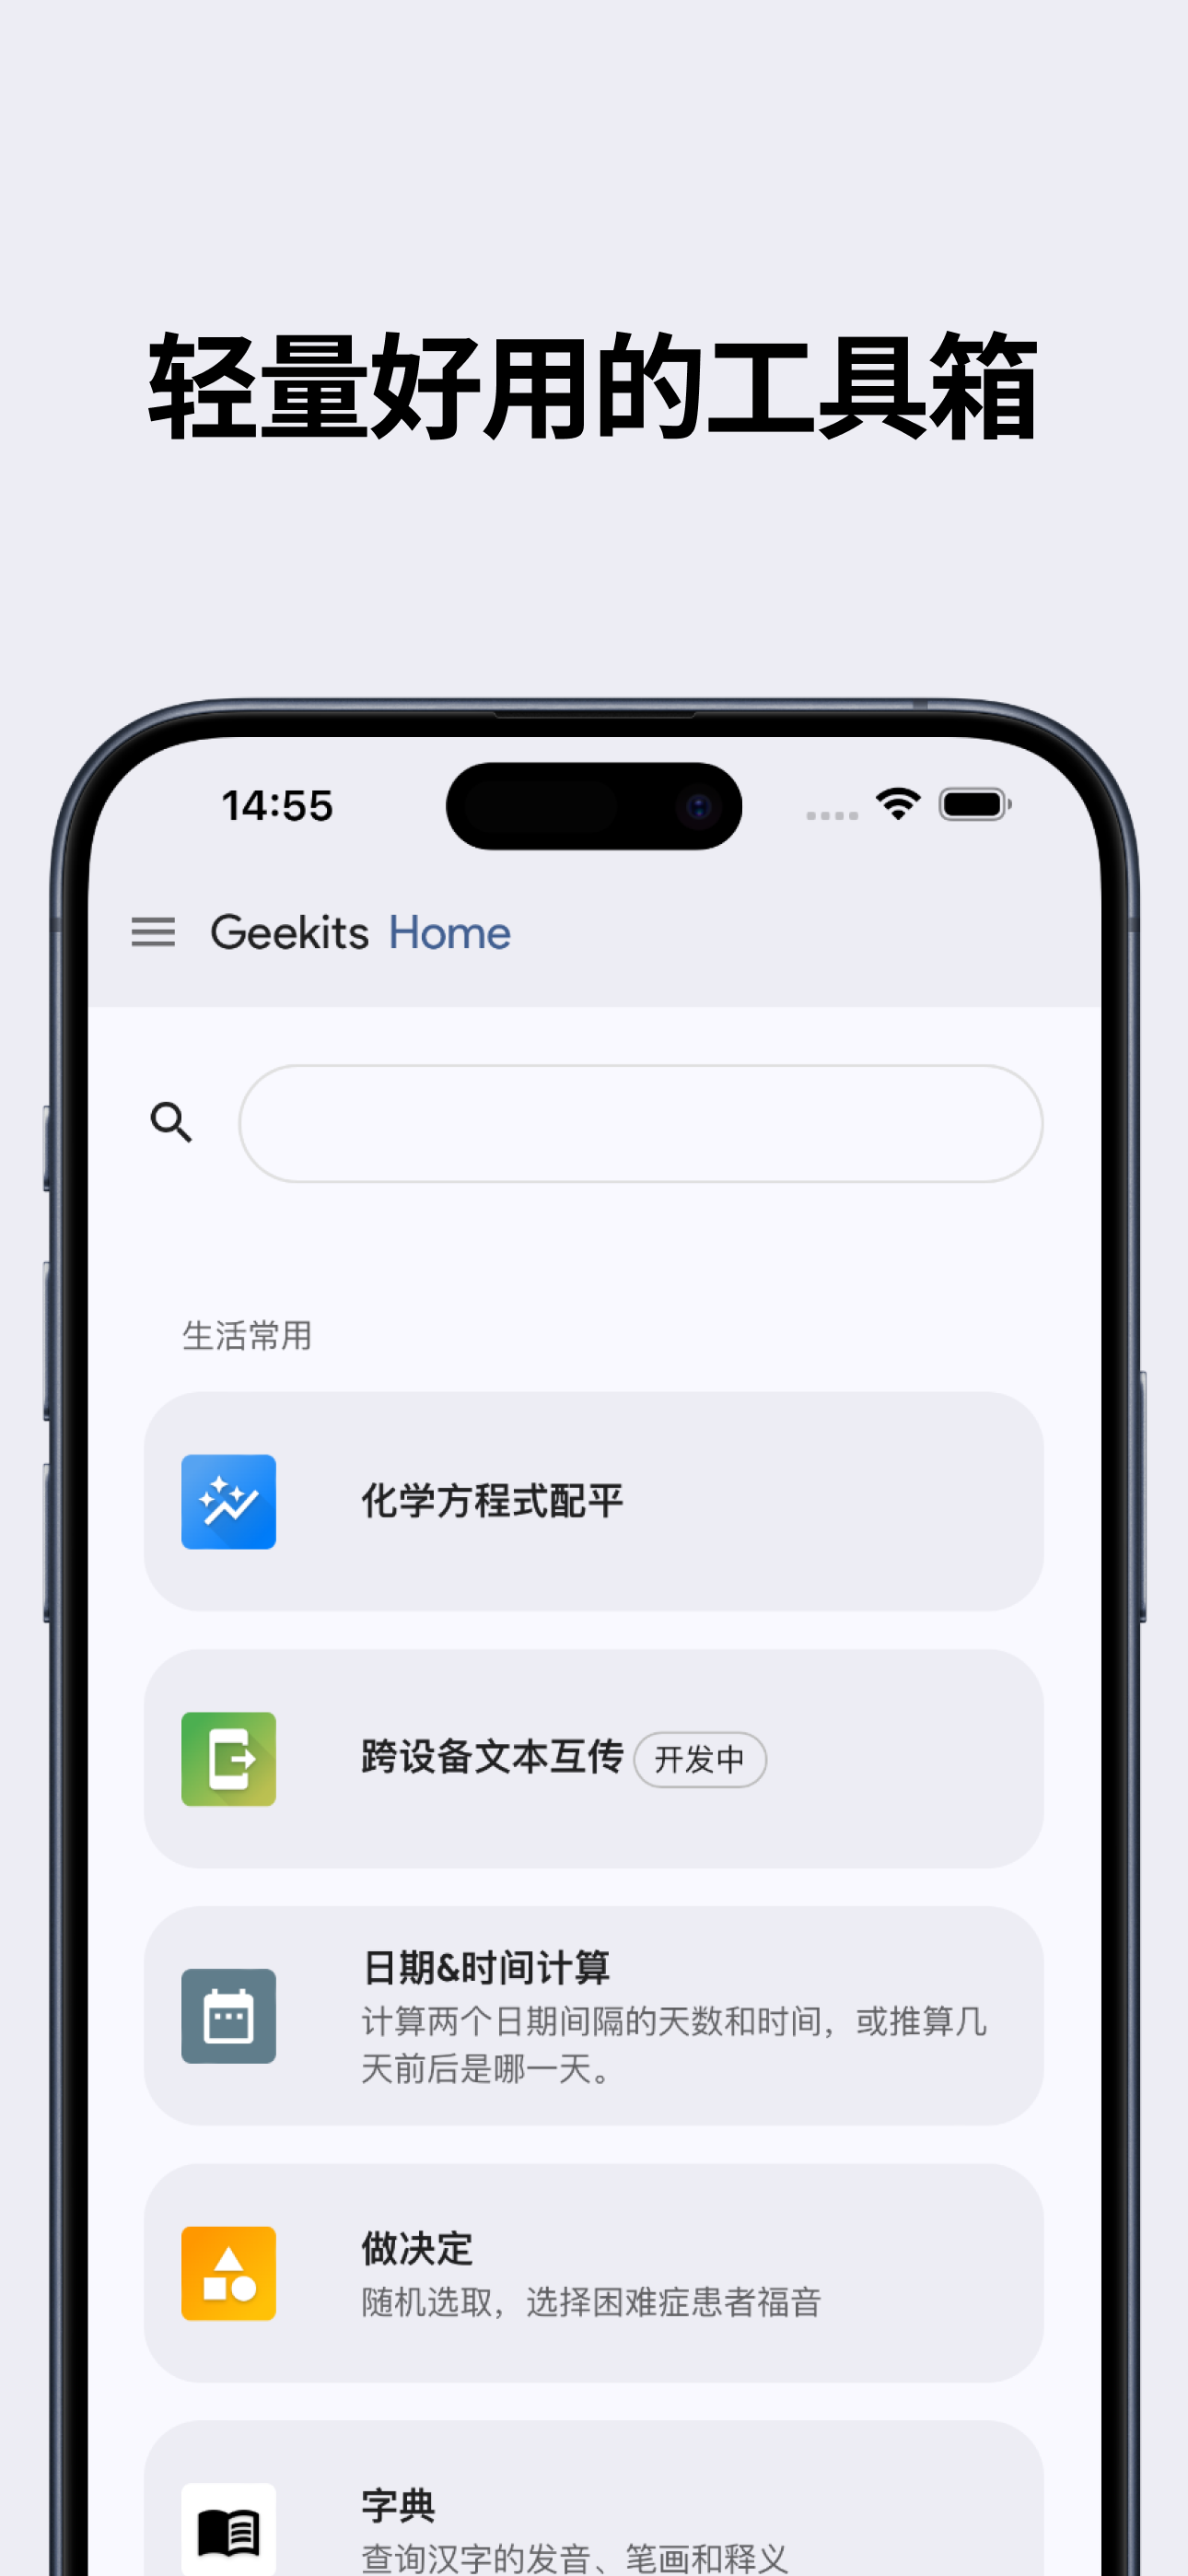 轻量好用的工具箱
14:55
Geekits Home
生活常用
化学方程式配平
跨设备文本互传 开发中
日期&时间计算
计算两个日期间隔的天数和时间，或推算几
天前后是哪一天。
做决定
随机选取，选择困难症患者福音
字典
查询汉字的发音、笔画和释义